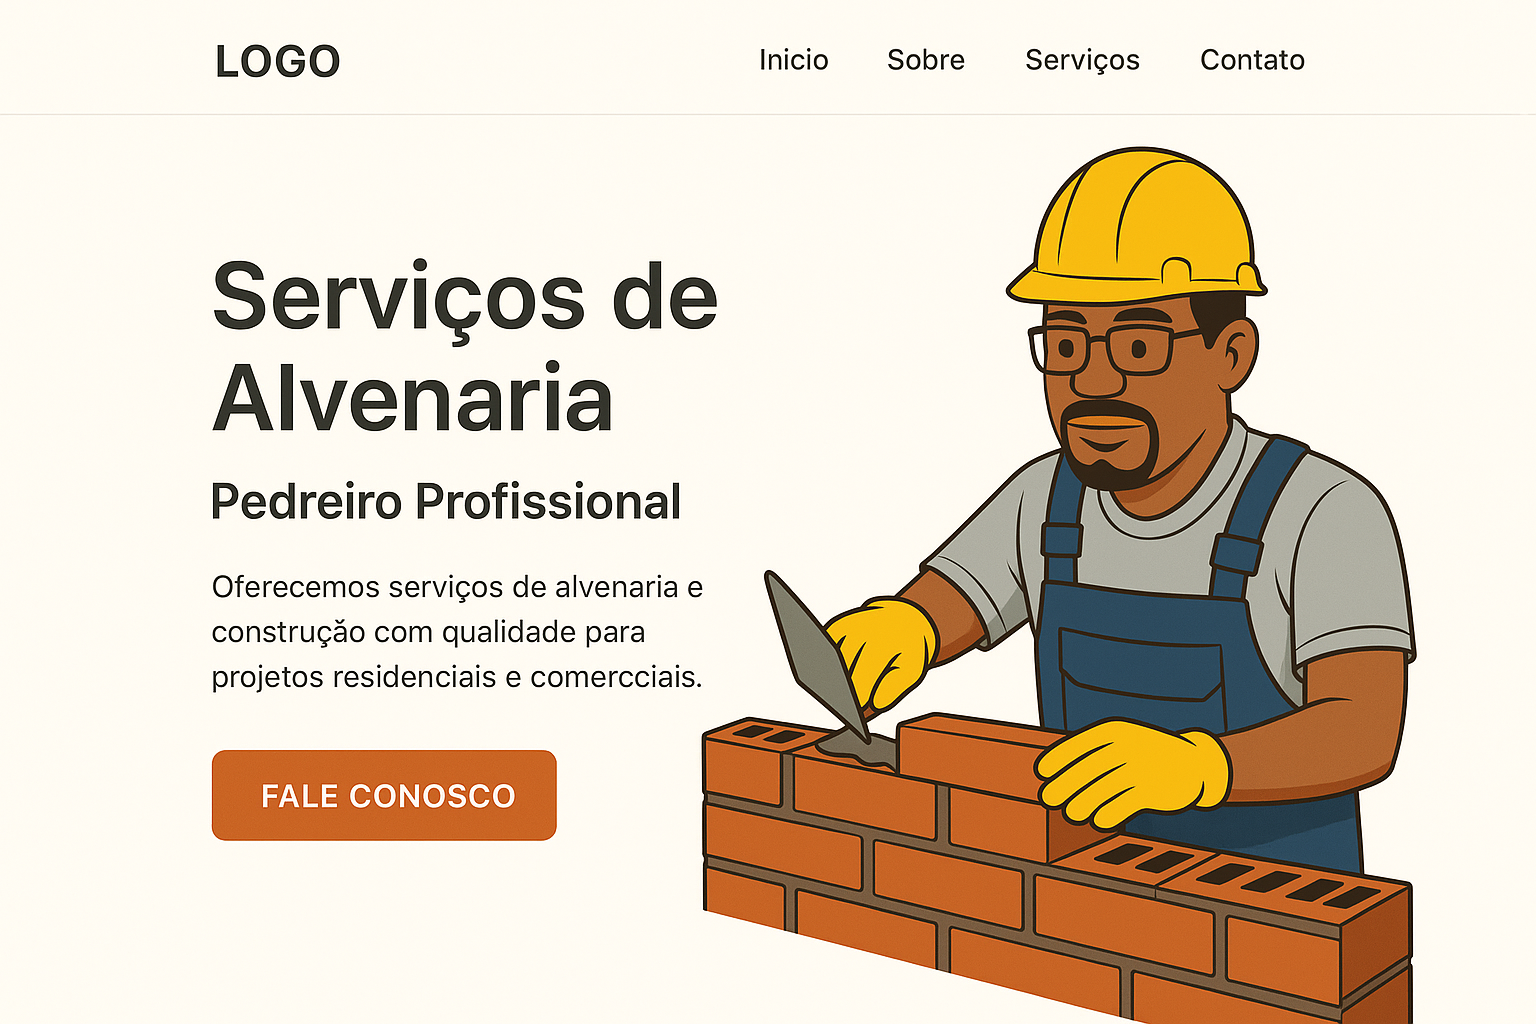 LOGO
Inicio Sobre Serviços Contato
Serviços de
Alvenaria
Pedreiro Profissional
Oferecemos serviços de alvenaria e
construçǎo com qualidade para
projetos residenciais e comercciais.
FALE CONOSCO